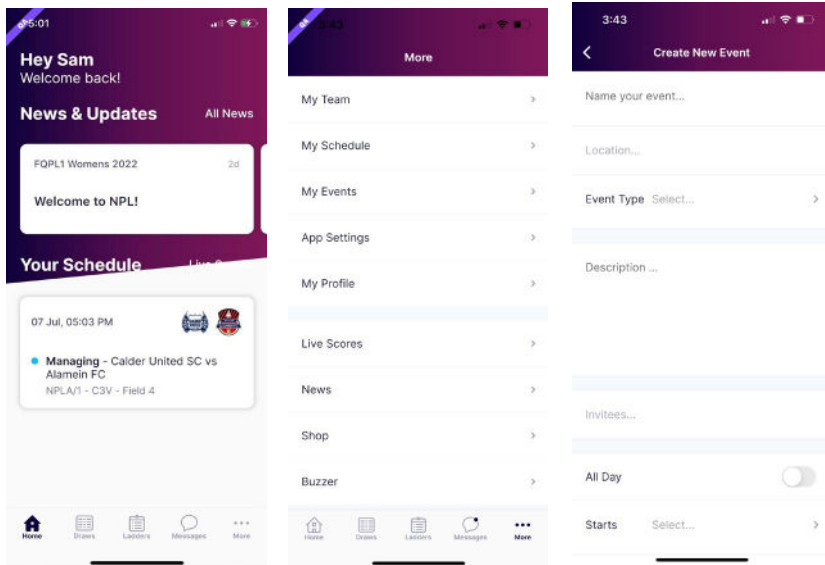 5:01
Hey Sam
Welcome back!
News & Updates
All News
FQPL1 Womens 2022
2d
Welcome to NPL!
Your Schedule
07 Jul, 05:03 PM
Managing - Calder United SC vs
Alamein FC
NPLA/1 - C3V - Field 4
Home
Draws
Ladders
Messages
More
3:43
More
My Team
My Schedule
My Events
App Settings
My Profile
Live Scores
News
Shop
Buzzer
Home
Draws
Ladders
Messages
More
3:43
Create New Event
Name your event...
Location...
Event Type Select...
Description ...
Invitees...
All Day
Starts Select...